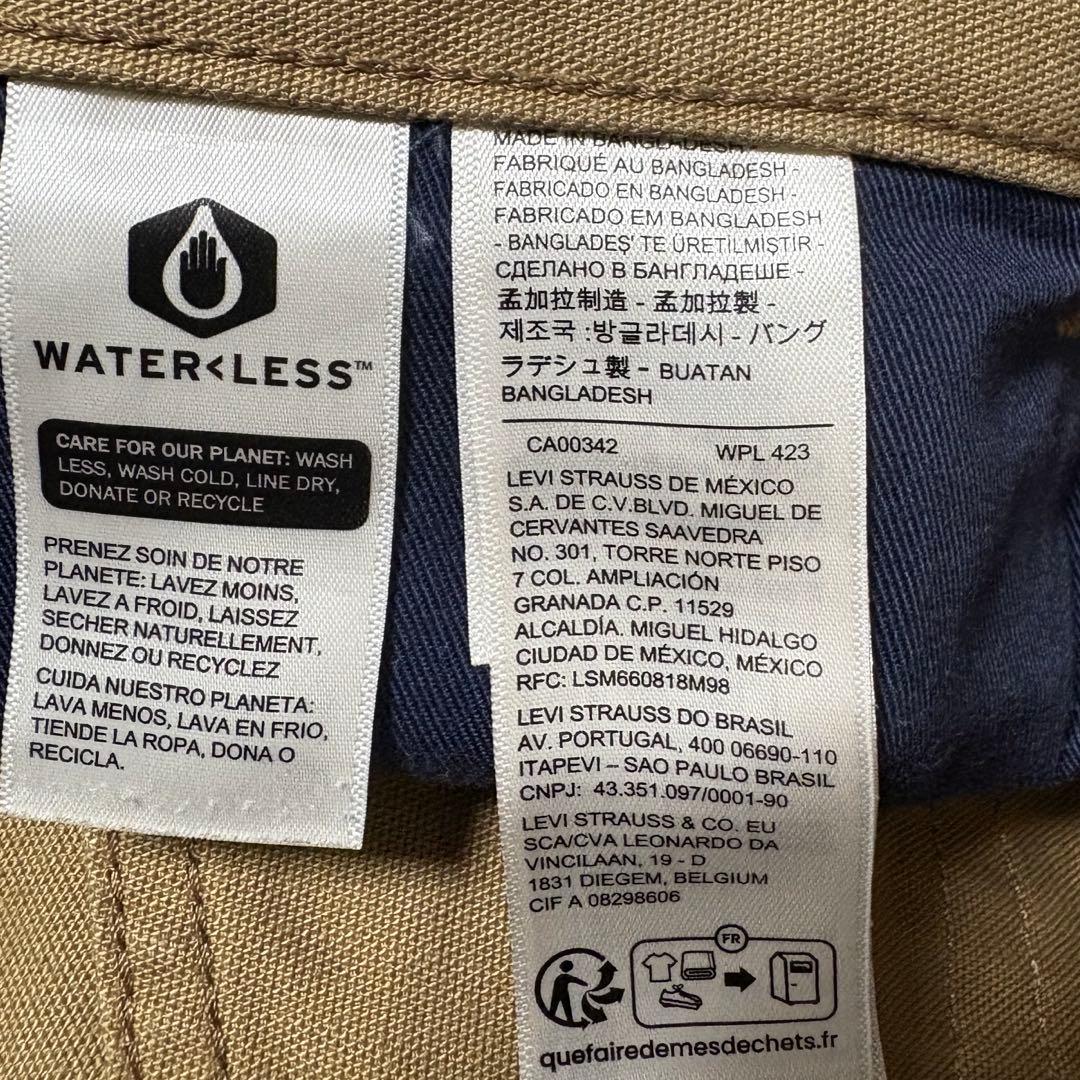 WATER<LESS™
CARE FOR OUR PLANET: WASH
LESS, WASH COLD, LINE DRY,
DONATE OR RECYCLE
PRENEZ SOIN DE NOTRE
PLANETE: LAVEZ MOINS,
LAVEZ A FROID, LAISSEZ
SECHER NATURELLEMENT,
DONNEZ OU RECYCLEZ
CUIDA NUESTRO PLANETA:
LAVA MENOS, LAVA EN FRIO,
TIENDE LA ROPA, DONA O
RECICLA.
MADE IN BANGLADESH -
FABRIQUÉ AU BANGLADESH -
FABRICADO EN BANGLADESH -
FABRICADO EM BANGLADESH
- BANGLADEŞ' TE ÜRETİLMİŞTİR -
СДЕЛАНО В БАНГЛАДЕШЕ -
孟加拉制造 - 孟加拉製 -
제조국 :방글라데시 - バング
ラデシュ製 - BUATAN
BANGLADESH
CA00342 WPL 423
LEVI STRAUSS DE MÉXICO
S.A. DE C.V.BLVD. MIGUEL DE
CERVANTES SAAVEDRA
NO. 301, TORRE NORTE PISO
7 COL. AMPLIACIÓN
GRANADA C.P. 11529
ALCALDÍA. MIGUEL HIDALGO
CIUDAD DE MÉXICO, MÉXICO
RFC: LSM660818M98
LEVI STRAUSS DO BRASIL
AV. PORTUGAL, 400 06690-110
ITAPEVI – SAO PAULO BRASIL
CNPJ: 43.351.097/0001-90
LEVI STRAUSS & CO. EU
SCA/CVA LEONARDO DA
VINCILAAN, 19 - D
1831 DIEGEM, BELGIUM
CIF A 08298606
FR
quefairedemesdechets.fr